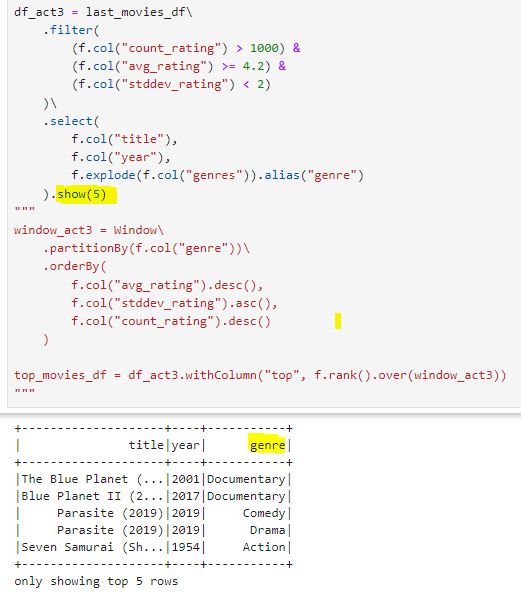 df_act3 = last_movies_df\
    .filter(
        (f.col("count_rating") > 1000) &
        (f.col("avg_rating") >= 4.2) &
        (f.col("stddev_rating") < 2)
    )\
    .select(
        f.col("title"),
        f.col("year"),
        f.explode(f.col("genres")).alias("genre")
    ).show(5)
"""
window_act3 = Window\
    .partitionBy(f.col("genre"))\
    .orderBy(
        f.col("avg_rating").desc(),
        f.col("stddev_rating").asc(),
        f.col("count_rating").desc()
    )

top_movies_df = df_act3.withColumn("top", f.rank().over(window_act3))
"""
+--------------------+----+-----------+
|               title|year|      genre|
+--------------------+----+-----------+
|The Blue Planet (...|2001|Documentary|
|Blue Planet II (2...|2017|Documentary|
|     Parasite (2019)|2019|     Comedy|
|     Parasite (2019)|2019|      Drama|
|Seven Samurai (Sh...|1954|     Action|
+--------------------+----+-----------+
only showing top 5 rows